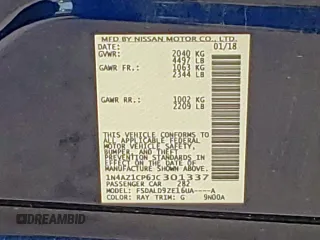 MFD BY NISSAN MOTOR CO., LTD.
DATE: 01/18
GVWR: 2040 KG
4497 LB
GAWR FR.: 1063 KG
2344 LB
GAWR RR.: 1002 KG
2209 LB
THIS VEHICLE CONFORMS TO
ALL APPLICABLE FEDERAL MOTOR
VEHICLE SAFETY,
BUMPER, AND THEFT
PREVENTION STANDARDS
IN EFFECT ON THE DATE OF
MANUFACTURE SHOWN ABOVE.
1N4AZ1CP6JC301337
PASSENGER CAR 282
MODEL: FSDALD9ZE16UA----A
COLOR: RAY TRIM: G 9N00A